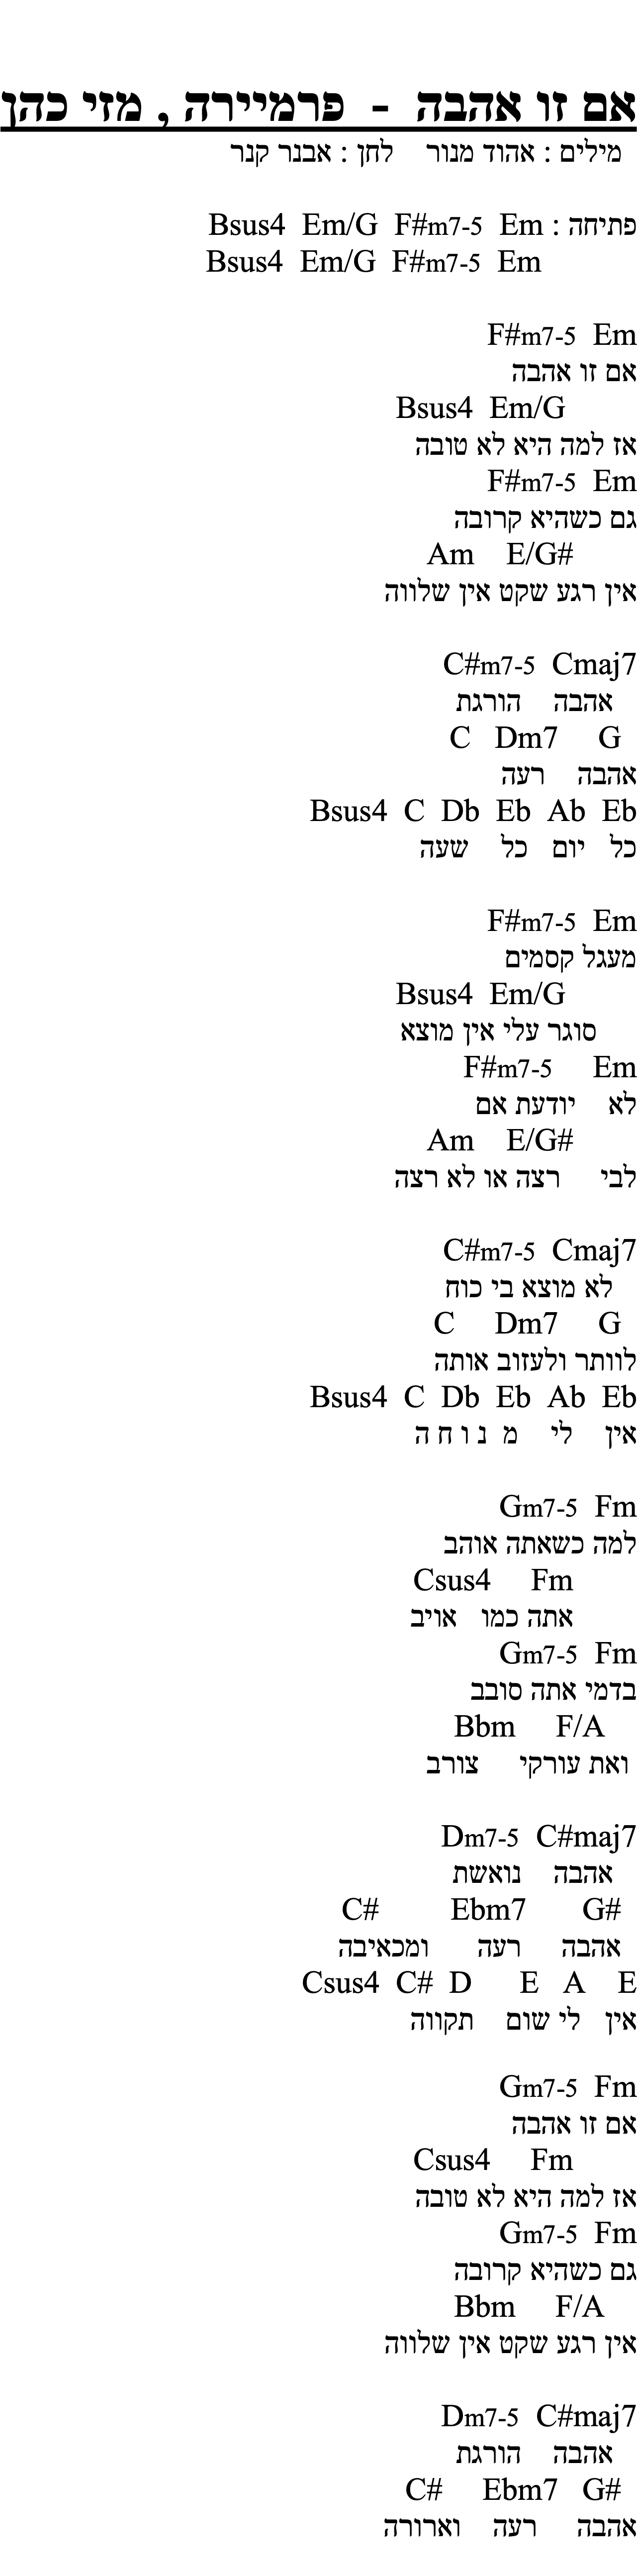 אם זו אהבה - פרמיירה , מזי כהן
מילים : אהוד מנור לחן : אבנר קנר
פתיחה : Bsus4 Em/G F#m7-5 Em
Bsus4 Em/G F#m7-5 Em
F#m7-5 Em
אם זו אהבה
Bsus4 Em/G
אז למה היא לא טובה
F#m7-5 Em
גם כשהיא קרובה
Am E/G#
אין רגע שקט אין שלווה
C#m7-5 Cmaj7
אהבה הורגת
C Dm7 G
אהבה רעה
Bsus4 C Db Eb Ab Eb
כל יום כל שעה
F#m7-5 Em
מעגל קסמים
Bsus4 Em/G
סוגר עלי אין מוצא
F#m7-5 Em
לא יודעת אם
Am E/G#
לבי רצה או לא רצה
C#m7-5 Cmaj7
לא מוצא בי כוח
C Dm7 G
לוותר ולעזוב אותה
Bsus4 C Db Eb Ab Eb
אין לי מ נ ו ח ה
Gm7-5 Fm
למה כשאתה אוהב
Csus4 Fm
אתה כמו אויב
Gm7-5 Fm
בדמי אתה סובב
Bbm F/A
ואת עורקי צורב
Dm7-5 C#maj7
אהבה נואשת
C# Ebm7 G#
אהבה רעה ומכאיבה
Csus4 C# D E A E
אין לי שום תקווה
Gm7-5 Fm
אם זו אהבה
Csus4 Fm
אז למה היא לא טובה
Gm7-5 Fm
גם כשהיא קרובה
Bbm F/A
אין רגע שקט אין שלווה
Dm7-5 C#maj7
אהבה הורגת
C# Ebm7 G#
אהבה רעה וארורה